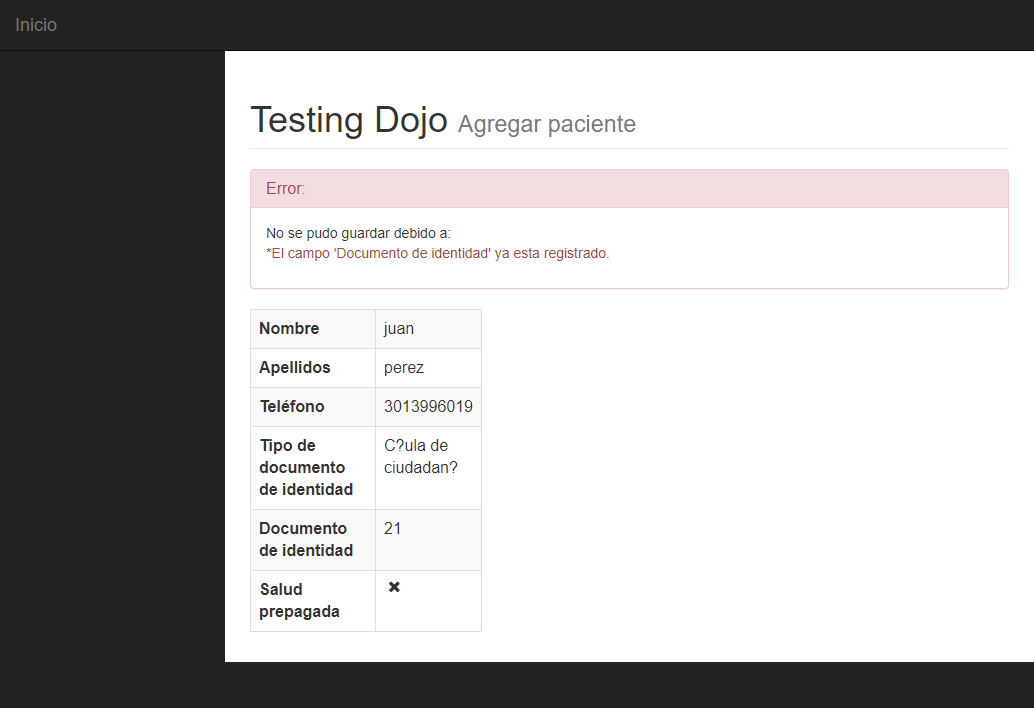 Inicio
Testing Dojo Agregar paciente
Error:
No se pudo guardar debido a:
*El campo 'Documento de identidad' ya esta registrado.
Nombre juan
Apellidos perez
Teléfono 3013996019
Tipo de C?ula de
documento ciudadan?
de identidad
Documento 21
de identidad
Salud ✖
prepagada